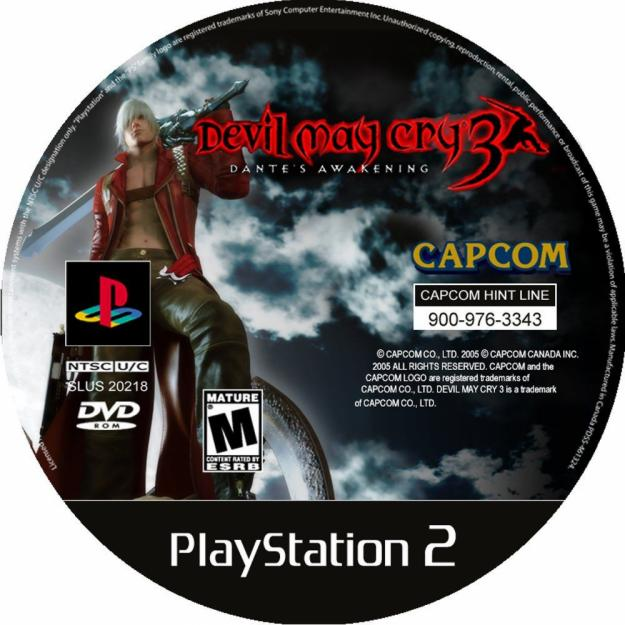 Licensed
ment systems with the NTSC U/C designation only. "Playstation" and the "PS" family logo are registered trademarks of Sony Computer Entertainment Inc. Unauthorized copying, reproduction, rental, public performance or broadcast of this game may be a violation of applicable laws. Manufactured in Canada PDSS-461324.
DEVIL MAY CRY 3
DANTE'S AWAKENING
CAPCOM
CAPCOM HINT LINE
900-976-3343
© CAPCOM CO., LTD. 2005 © CAPCOM CANADA INC.
2005 ALL RIGHTS RESERVED. CAPCOM and the
CAPCOM LOGO are registered trademarks of
CAPCOM CO., LTD. DEVIL MAY CRY 3 is a trademark
of CAPCOM CO., LTD.
NTSC U/C
SLUS 20218
DVD
ROM
MATURE
M
CONTENT RATED BY
ESRB
PlayStation 2